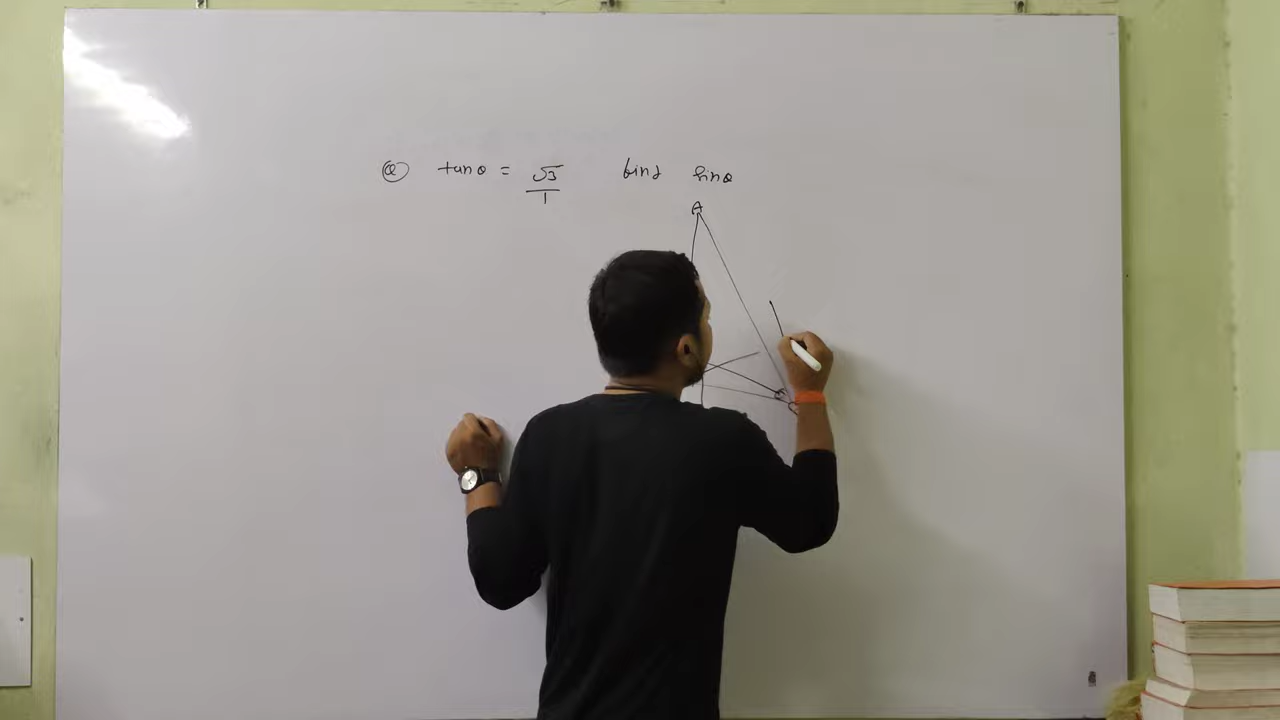 Q tanθ = √3/1 find sinθ
A